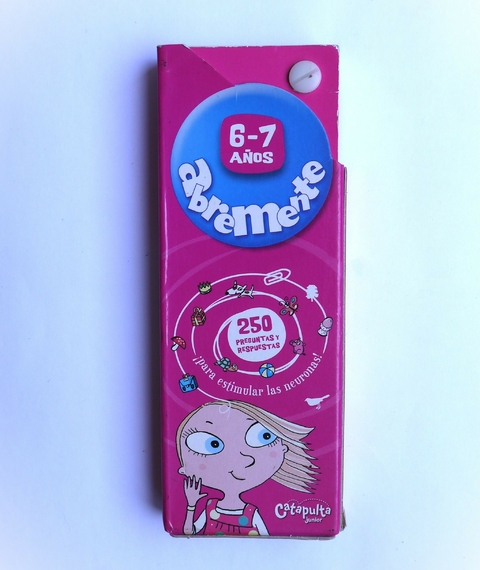 6-7
AÑOS
abremente
250
PREGUNTAS Y
RESPUESTAS
¡para estimular las neuronas!
Catapulta
junior